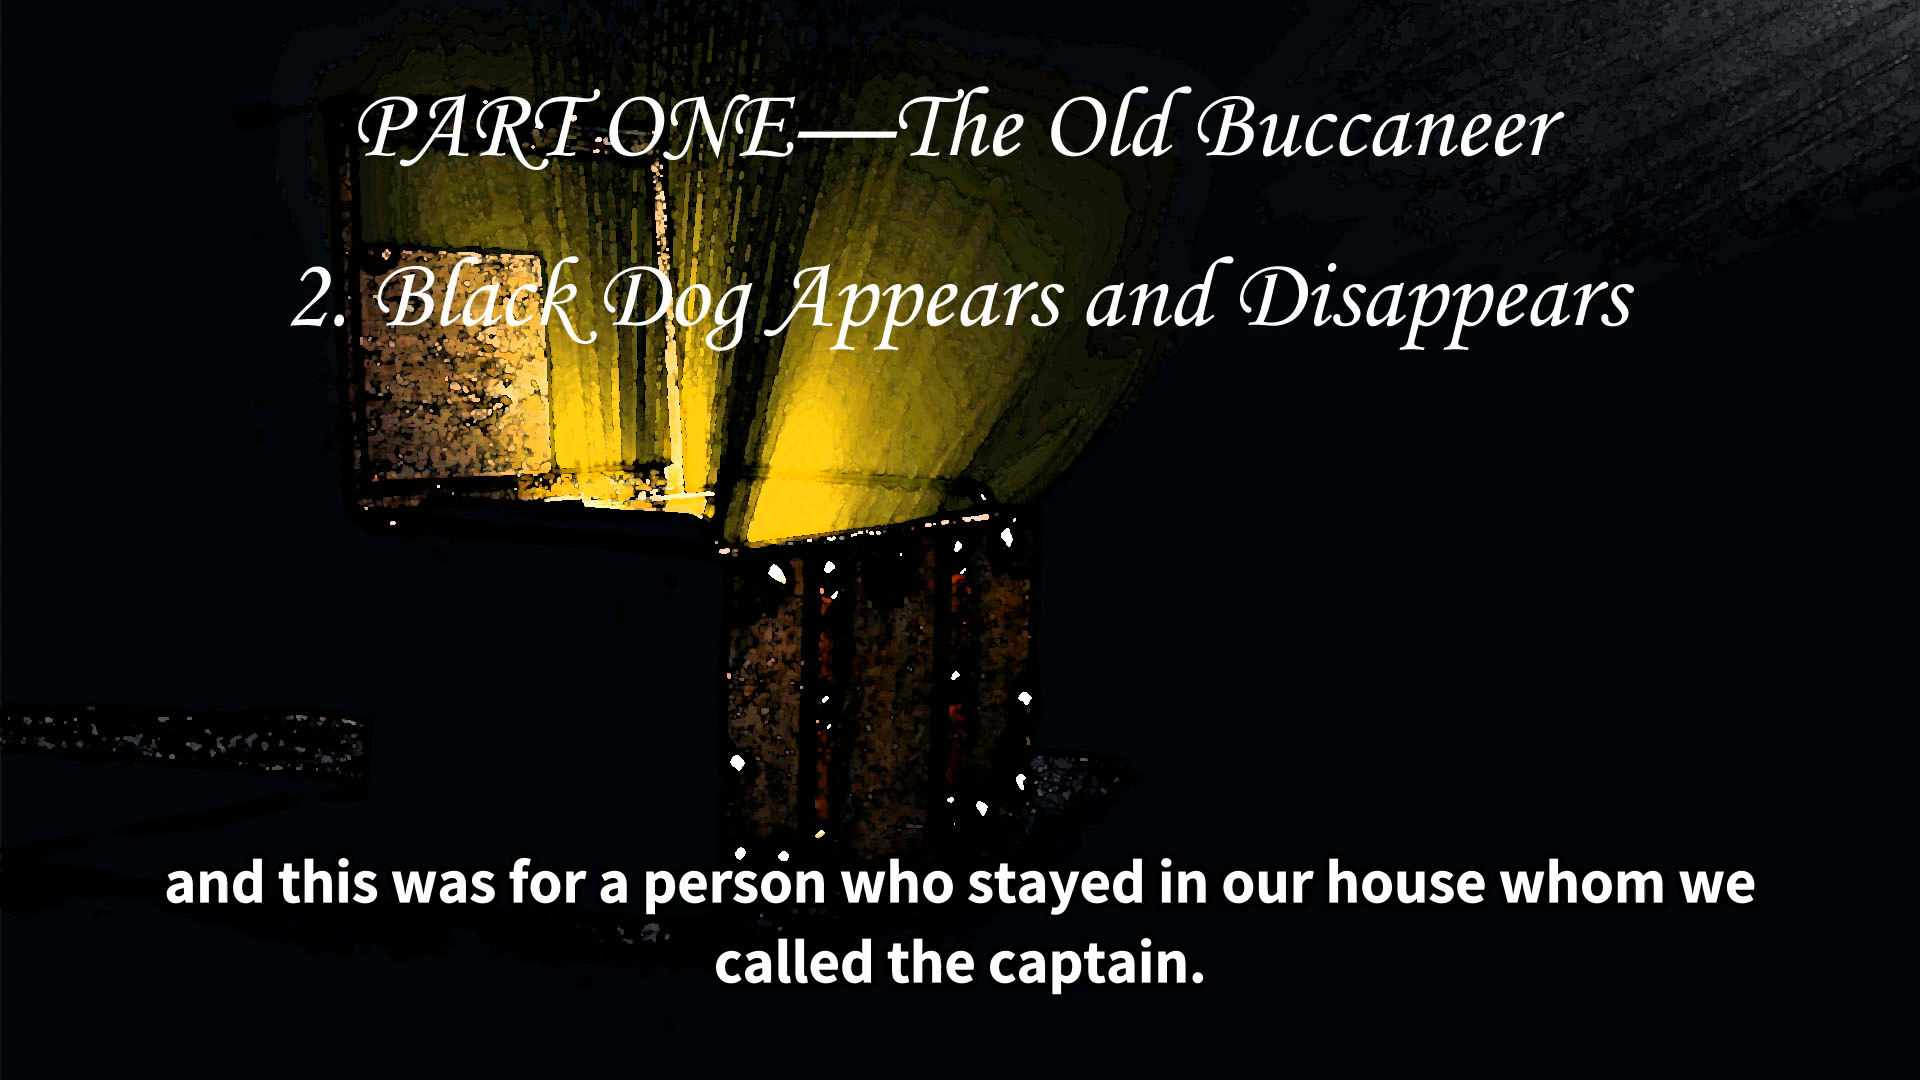 PART ONE—The Old Buccaneer
2. Black Dog Appears and Disappears
and this was for a person who stayed in our house whom we
called the captain.